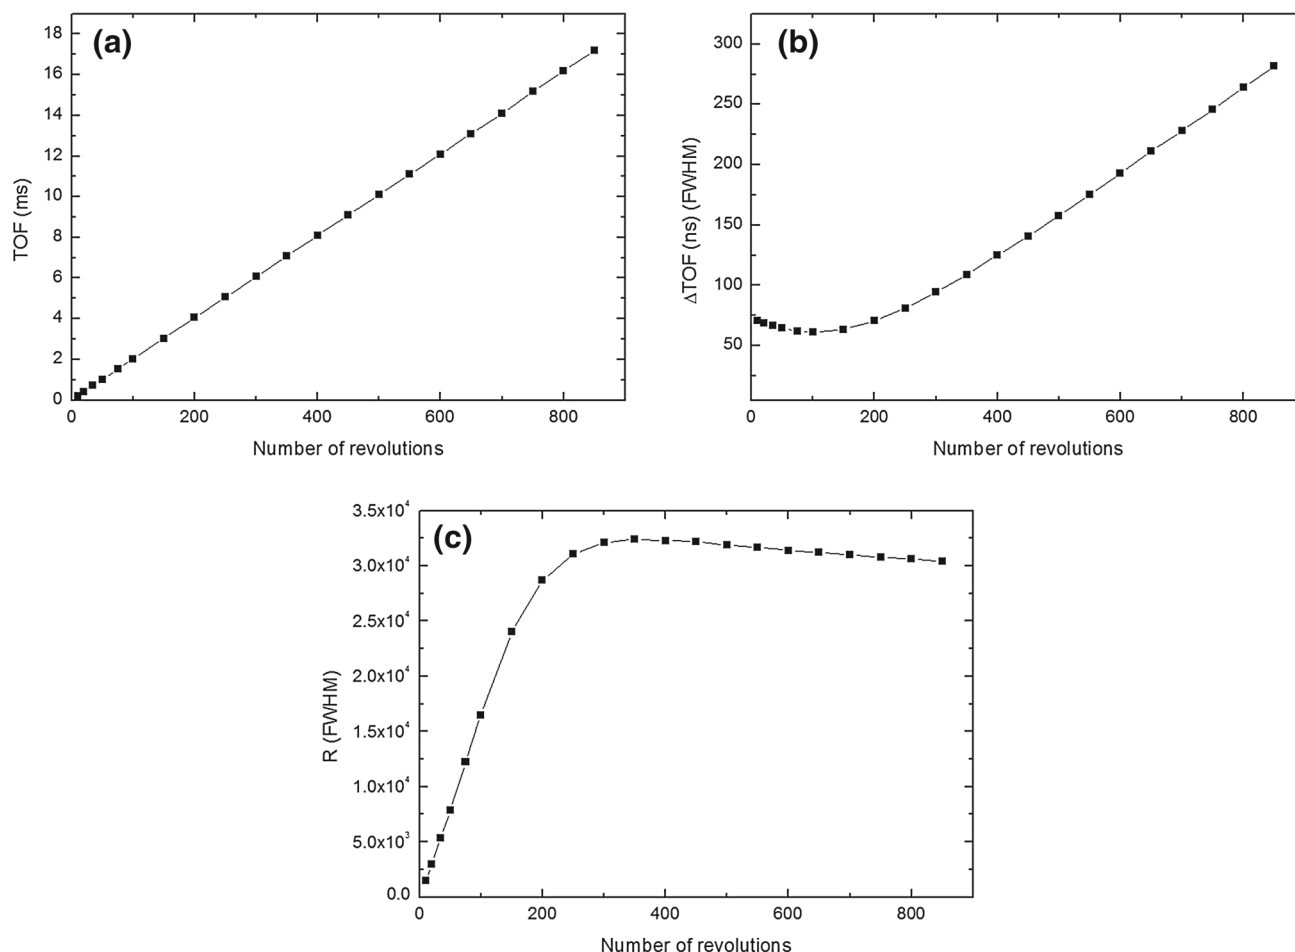 (a)
TOF (ms)
18
16
14
12
10
8
6
4
2
0
0 200 400 600 800
Number of revolutions
(b)
ΔTOF (ns) (FWHM)
300
250
200
150
100
50
0 200 400 600 800
Number of revolutions
(c)
R (FWHM)
3.5x10⁴
3.0x10⁴
2.5x10⁴
2.0x10⁴
1.5x10⁴
1.0x10⁴
5.0x10³
0.0
0 200 400 600 800
Number of revolutions